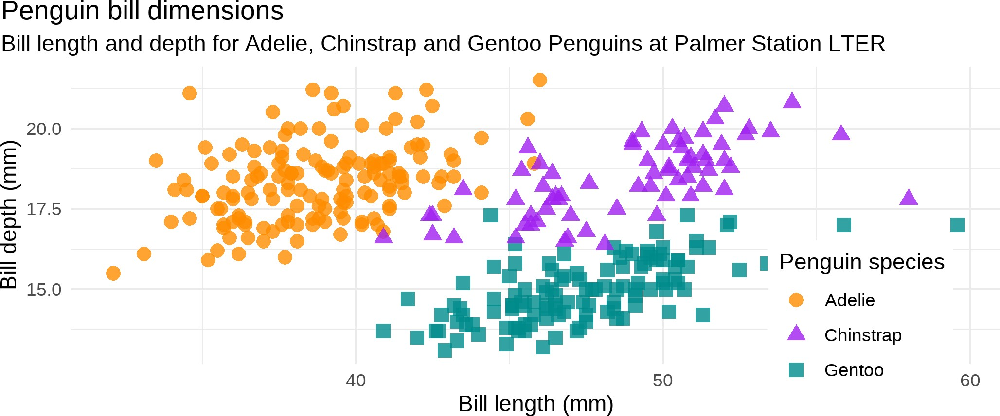 Penguin bill dimensions
Bill length and depth for Adelie, Chinstrap and Gentoo Penguins at Palmer Station LTER
Bill depth (mm)
20.0
17.5
15.0
40
50
60
Bill length (mm)
Penguin species
Adelie
Chinstrap
Gentoo